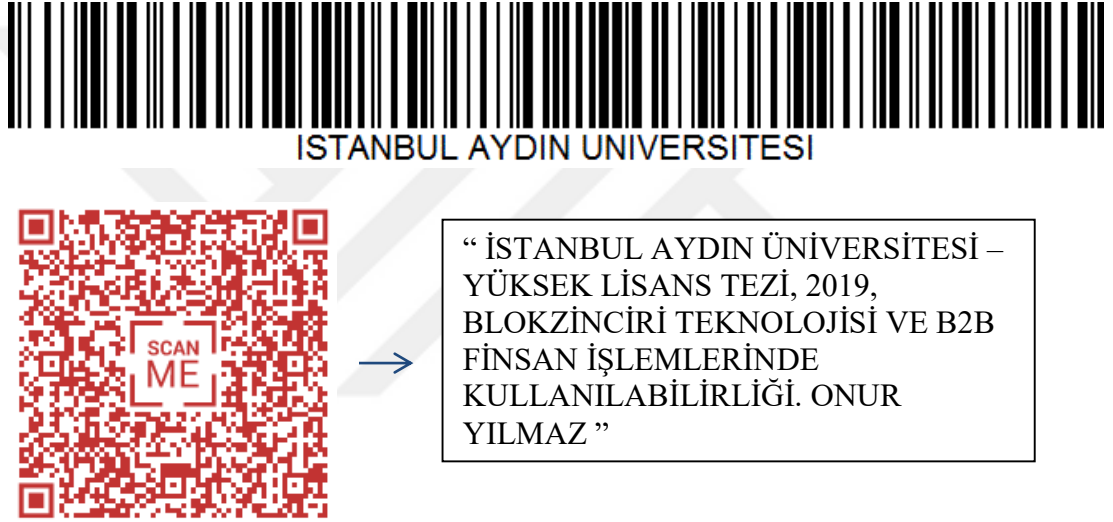 ISTANBUL AYDIN UNIVERSITESI
SCAN
ME
“ İSTANBUL AYDIN ÜNİVERSİTESİ –
YÜKSEK LİSANS TEZİ, 2019,
BLOKZİNCİRİ TEKNOLOJİSİ VE B2B
FİNSAN İŞLEMLERİNDE
KULLANILABİLİRLİĞİ. ONUR
YILMAZ ”